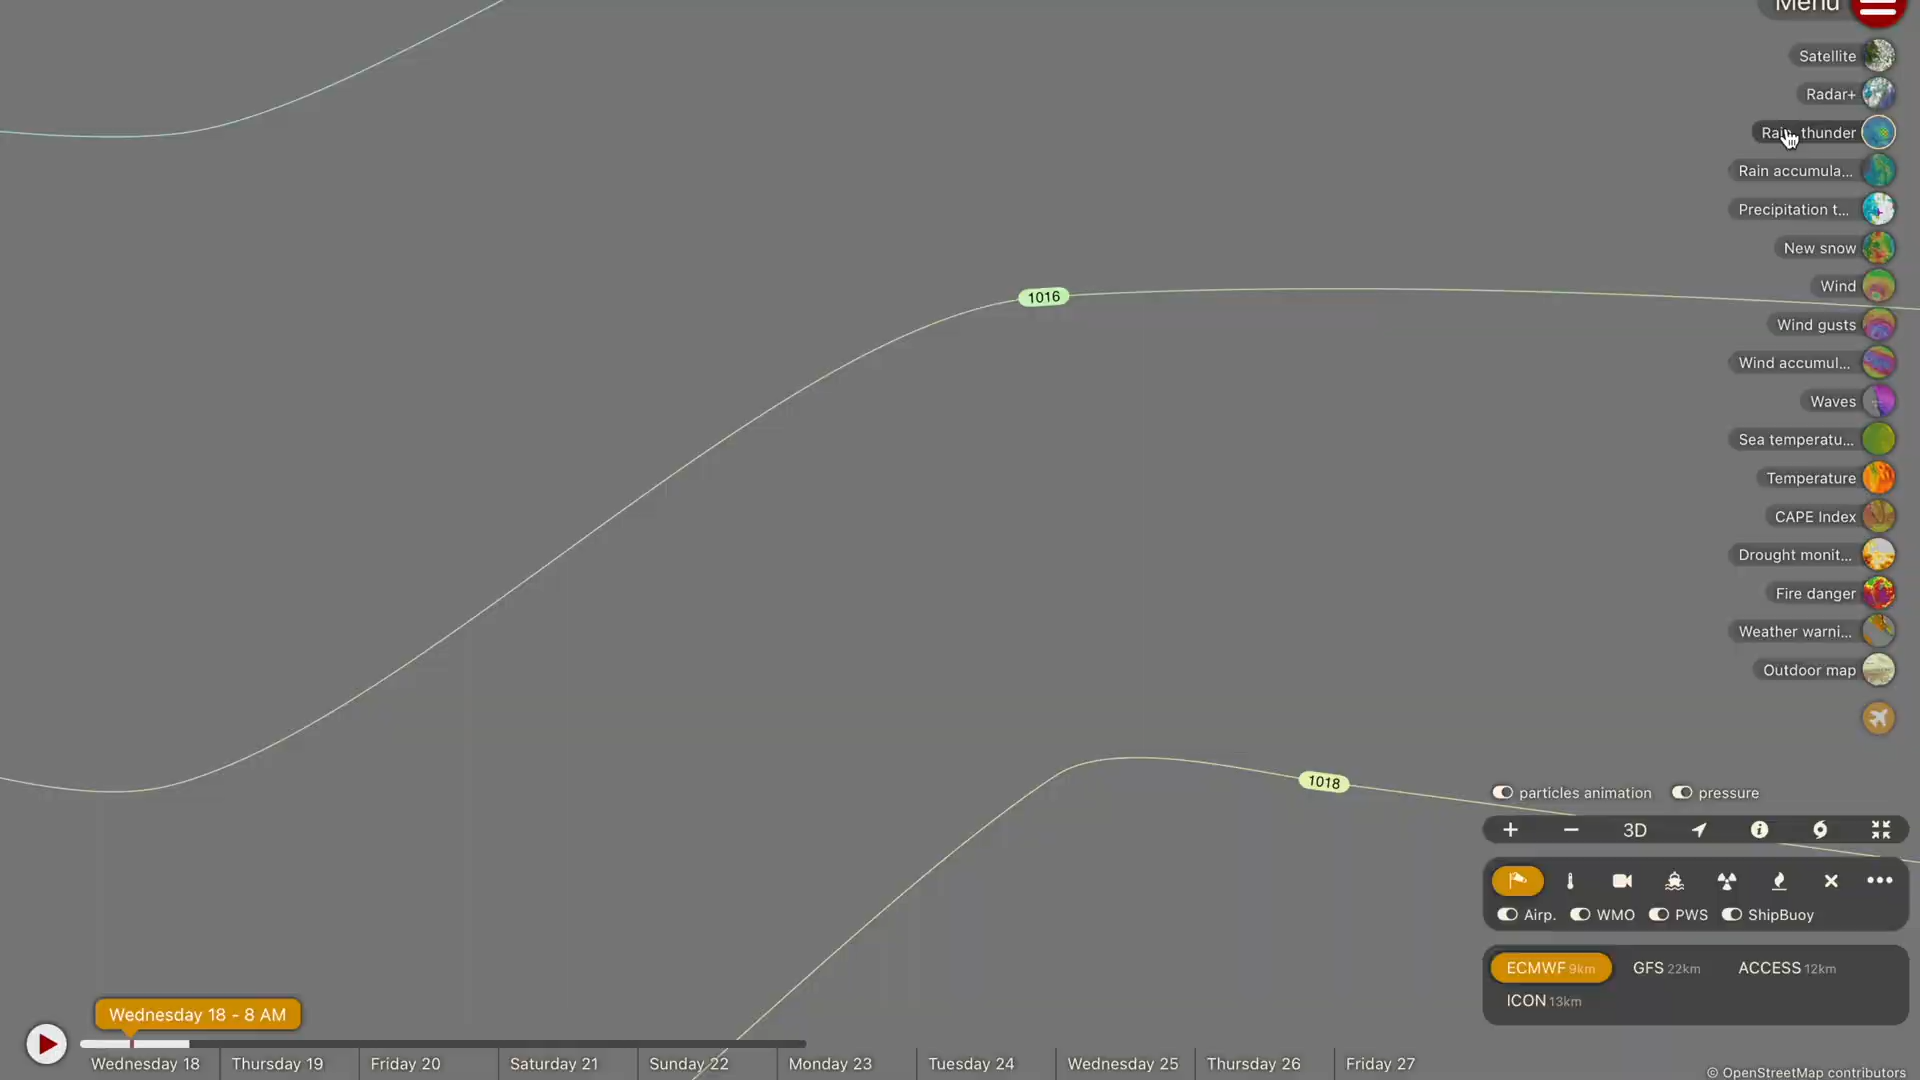 Menu
Satellite
Radar+
Rain, thunder
Rain accumula...
Precipitation t...
New snow
1016
Wind
Wind gusts
Wind accumul...
Waves
Sea temperatu...
Temperature
CAPE Index
Drought monit...
Fire danger
Weather warni...
Outdoor map
1018
particles animation pressure
+ − 3D
Airp. WMO PWS ShipBuoy
ECMWF 9km GFS 22km ACCESS 12km
ICON 13km
Wednesday 18 - 8 AM
Wednesday 18 Thursday 19 Friday 20 Saturday 21 Sunday 22 Monday 23 Tuesday 24 Wednesday 25 Thursday 26 Friday 27
© OpenStreetMap contributors